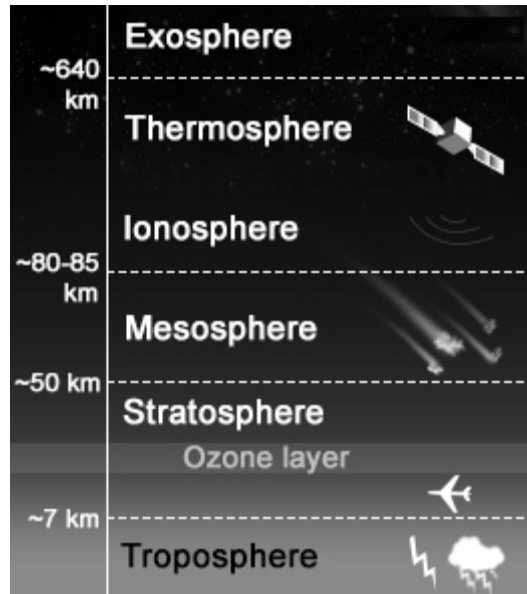 Exosphere
~640
km
Thermosphere
Ionosphere
~80-85
km
Mesosphere
~50 km
Stratosphere
Ozone layer
~7 km
Troposphere